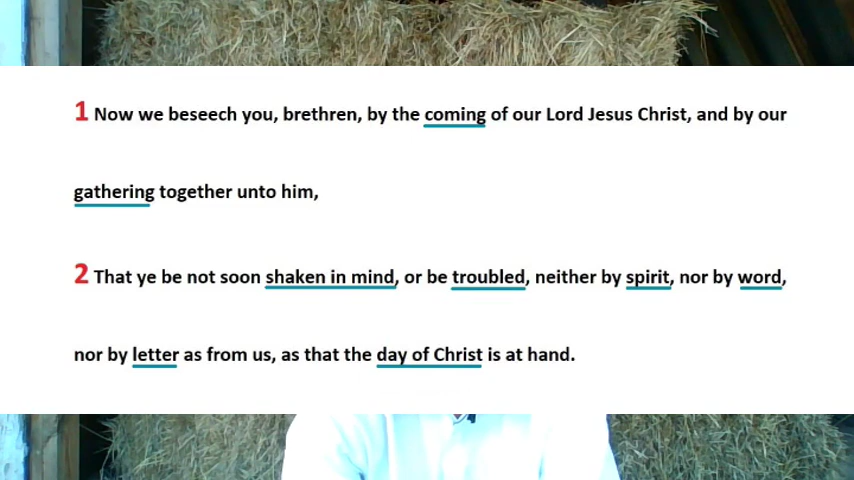 1 Now we beseech you, brethren, by the coming of our Lord Jesus Christ, and by our
gathering together unto him,
2 That ye be not soon shaken in mind, or be troubled, neither by spirit, nor by word,
nor by letter as from us, as that the day of Christ is at hand.